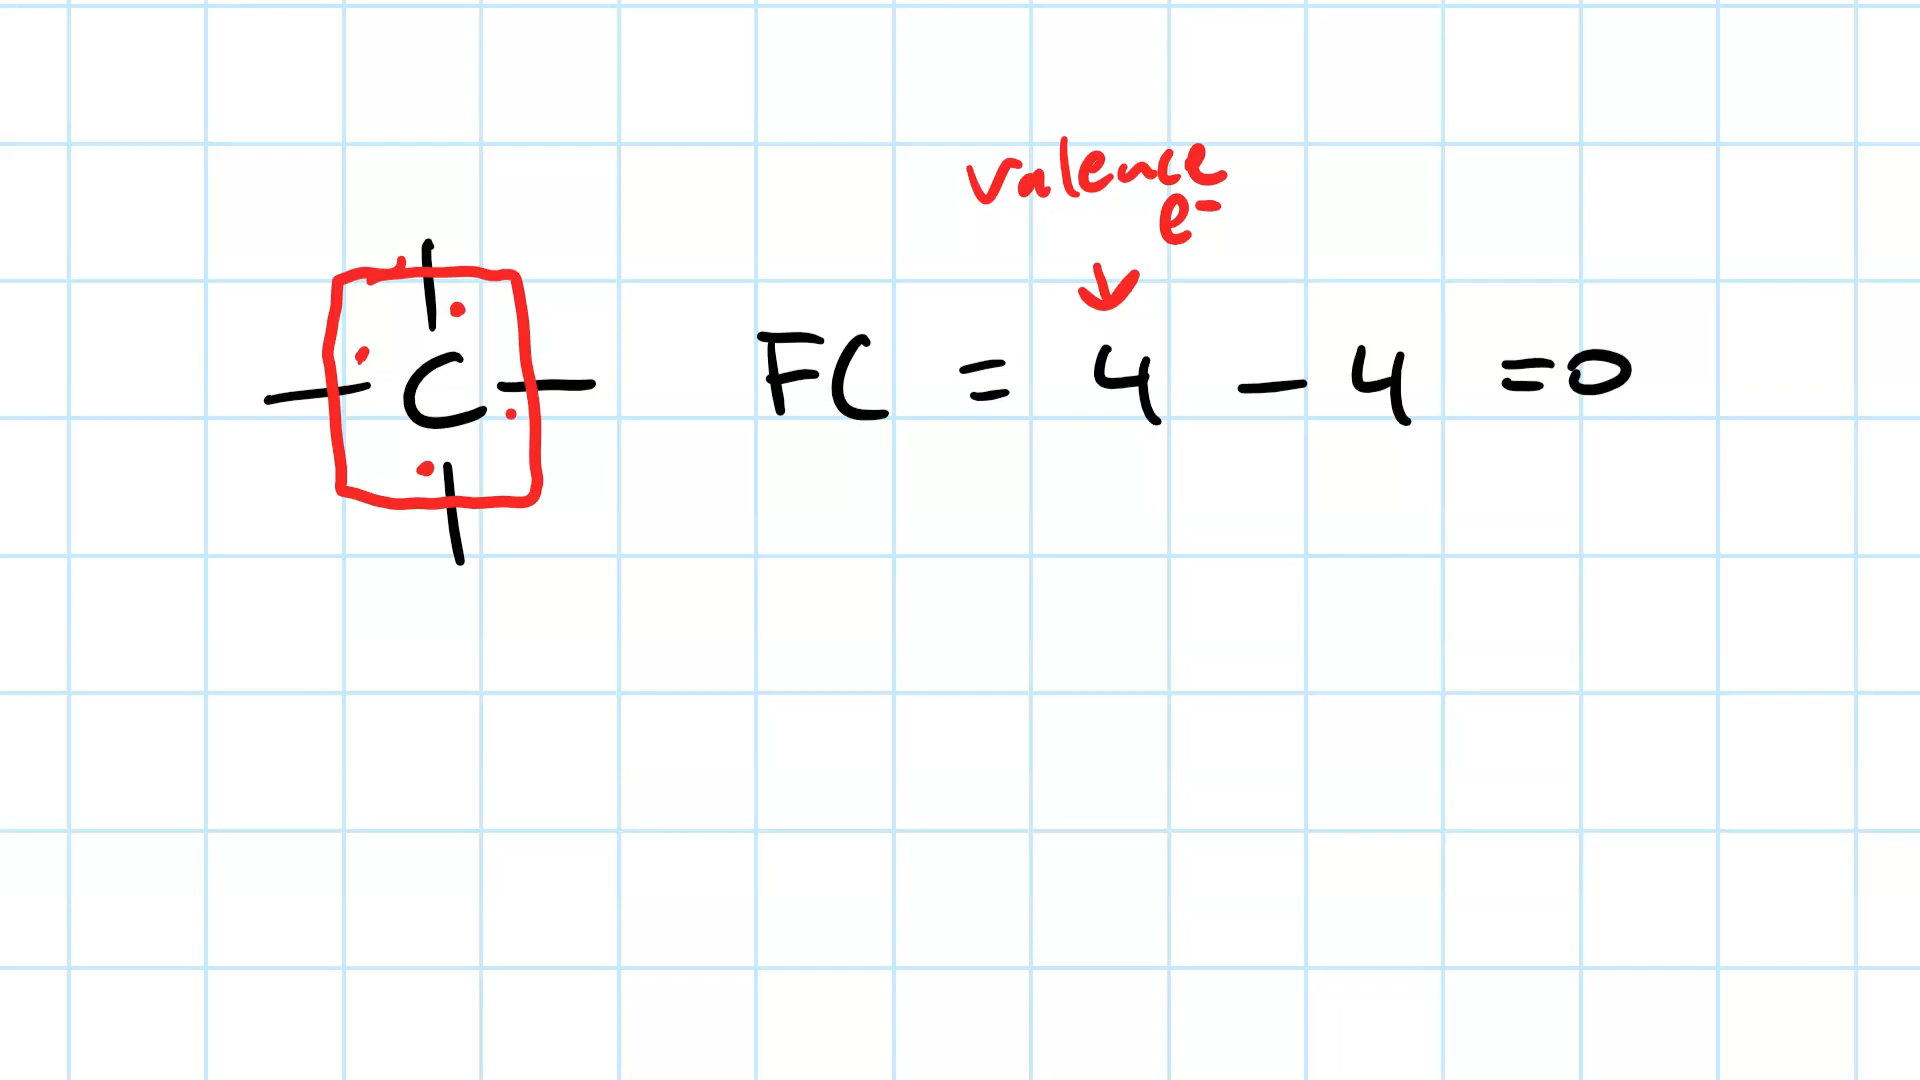 valence
e⁻
C FC = 4 – 4 = 0